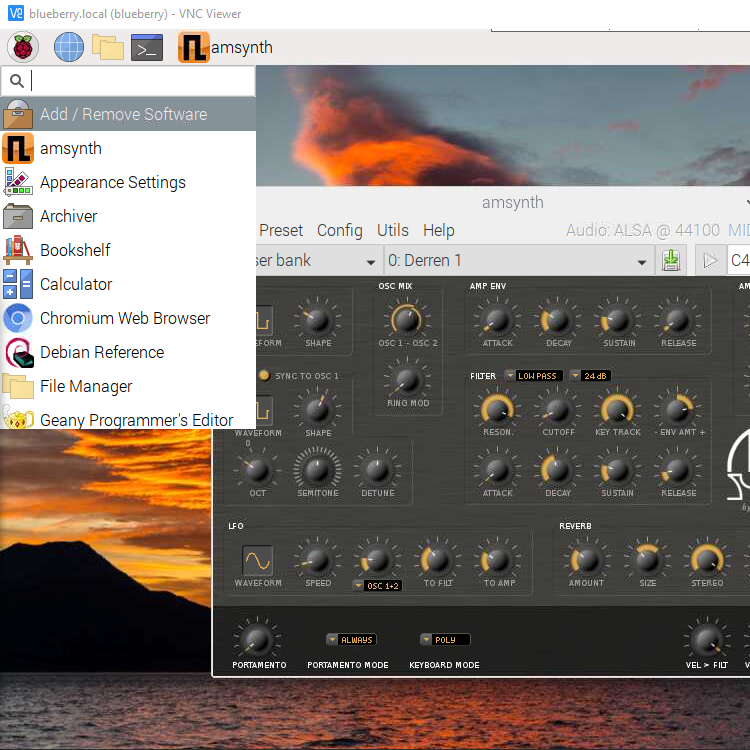 blueberry.local (blueberry) - VNC Viewer
amsynth
Add / Remove Software
amsynth
Appearance Settings
Archiver
Bookshelf
Calculator
Chromium Web Browser
Debian Reference
File Manager
Geany Programmer's Editor
amsynth
Preset Config Utils Help Audio: ALSA @ 44100 MID
ser bank 0: Derren 1 C4
OSC MIX AMP ENV AM
EFORM SHAPE OSC 1 - OSC 2 ATTACK DECAY SUSTAIN RELEASE
SYNC TO OSC 1 FILTER LOW PASS 24 dB
RING MOD
WAVEFORM SHAPE RESON. CUTOFF KEY TRACK - ENV AMT +
0
OCT SEMITONE DETUNE ATTACK DECAY SUSTAIN RELEASE
by
LFO REVERB
WAVEFORM SPEED OSC 1+2 TO FILT TO AMP AMOUNT SIZE STEREO
ALWAYS POLY
PORTAMENTO PORTAMENTO MODE KEYBOARD MODE VEL > FILT V